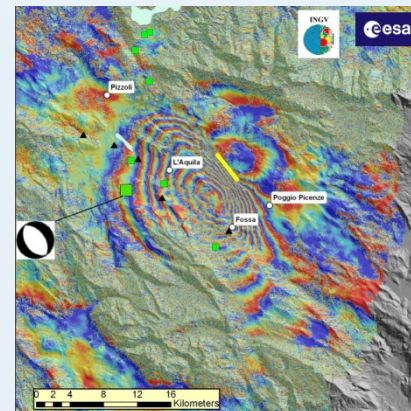 INGV
esa
Pizzoli
L'Aquila
Poggio Picenze
Fossa
0 2 4 8 12 16
Kilometers